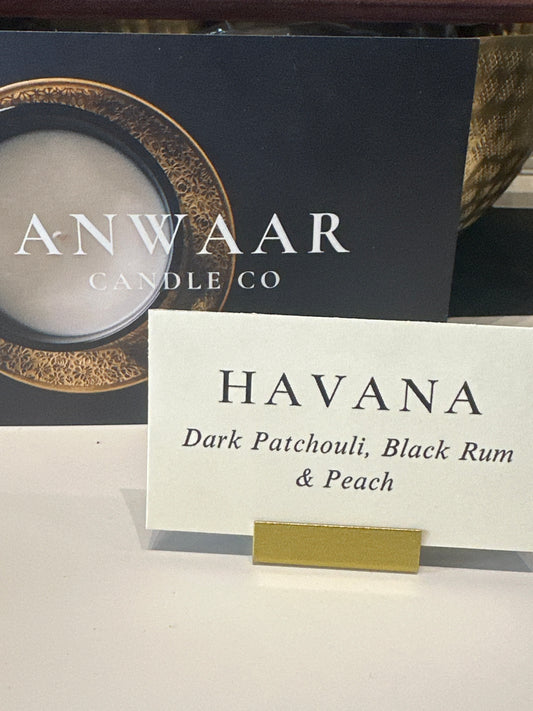 ANWAAR
CANDLE CO
HAVANA
Dark Patchouli, Black Rum
& Peach